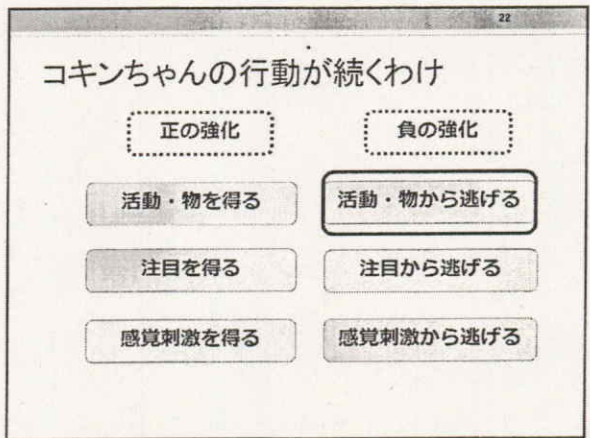 22
コキンちゃんの行動が続くわけ
正の強化
負の強化
活動・物を得る
活動・物から逃げる
注目を得る
注目から逃げる
感覚刺激を得る
感覚刺激から逃げる